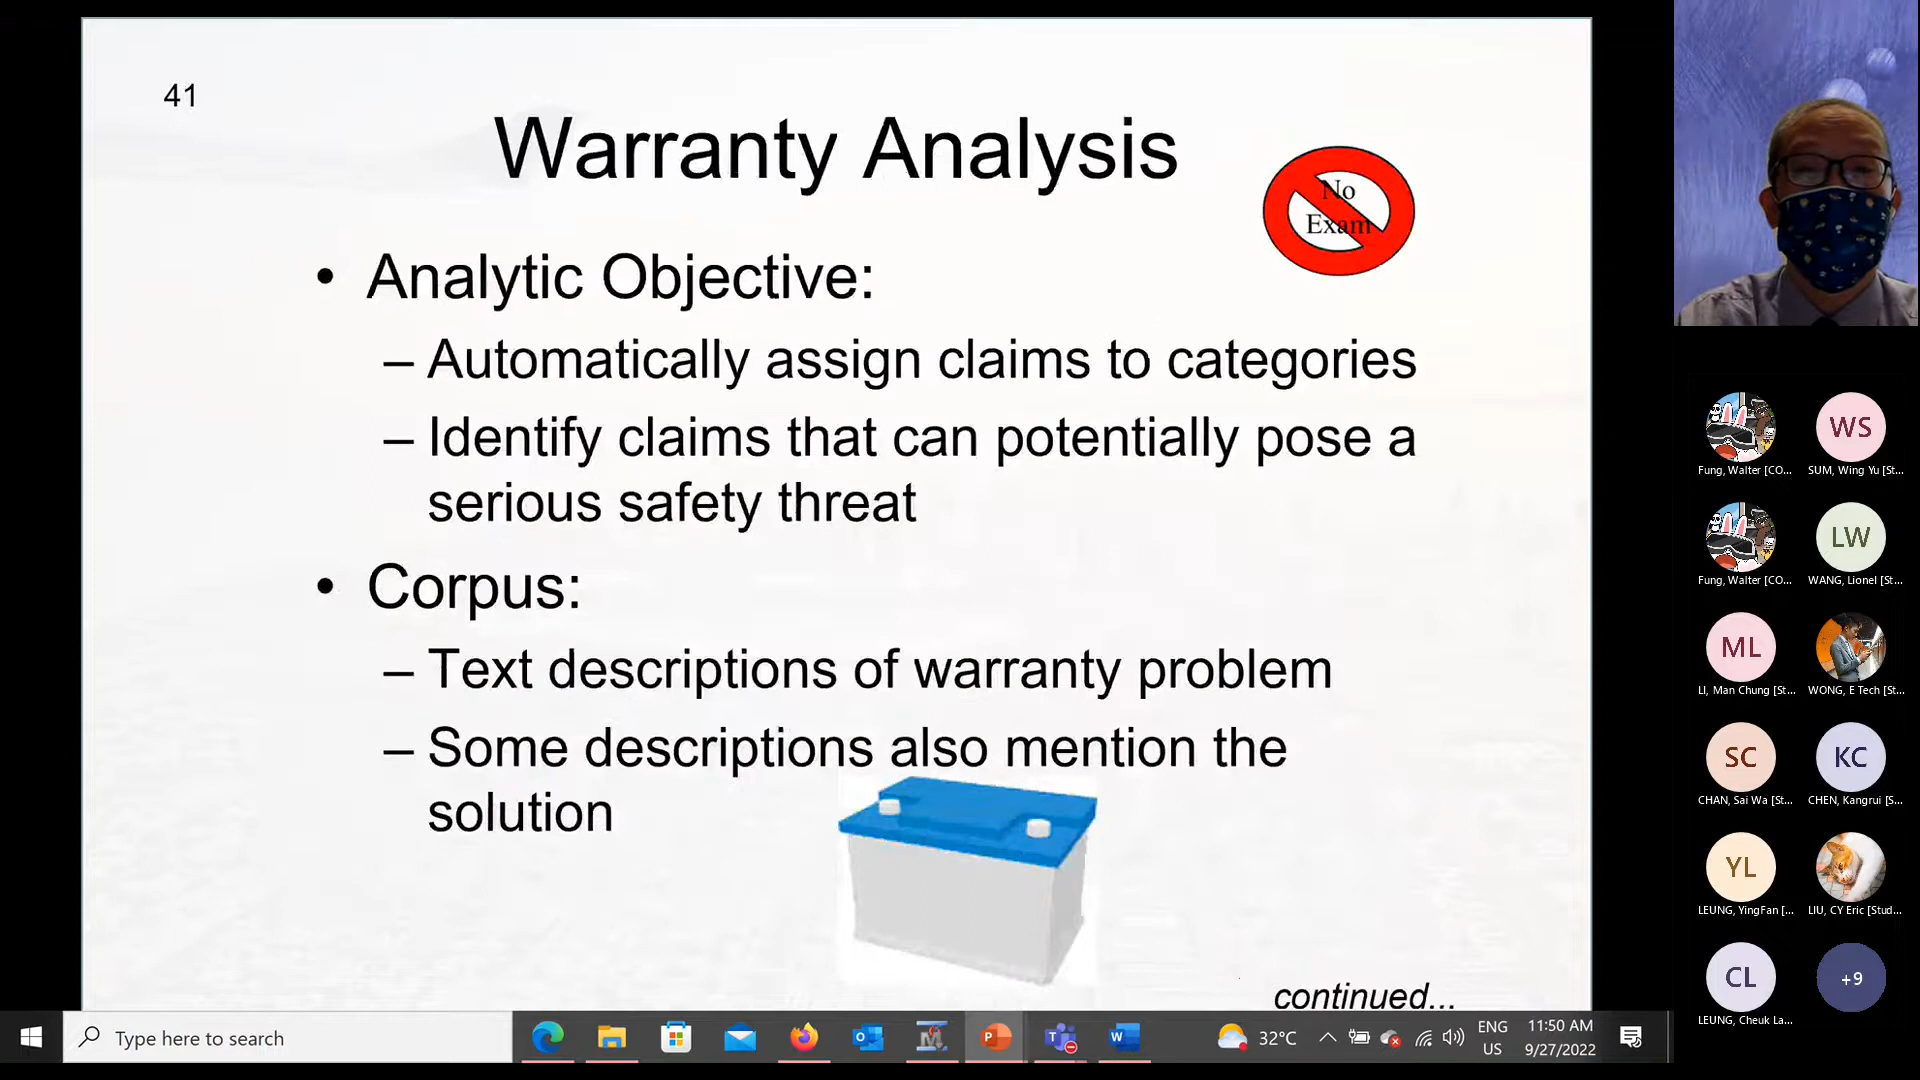 41
Warranty Analysis
No
Exam
• Analytic Objective:
– Automatically assign claims to categories
– Identify claims that can potentially pose a
serious safety threat
• Corpus:
– Text descriptions of warranty problem
– Some descriptions also mention the
solution
continued...
Fung, Walter [CO...
SUM, Wing Yu [St...
WS
Fung, Walter [CO...
LW
WANG, Lionel [St...
ML
LI, Man Chung [St...
WONG, E Tech [St...
SC
CHAN, Sai Wa [St...
KC
CHEN, Kangrui [S...
YL
LEUNG, YingFan [...
LIU, CY Eric [Stud...
CL
LEUNG, Cheuk La...
+9
Type here to search
32°C
ENG
US
11:50 AM
9/27/2022